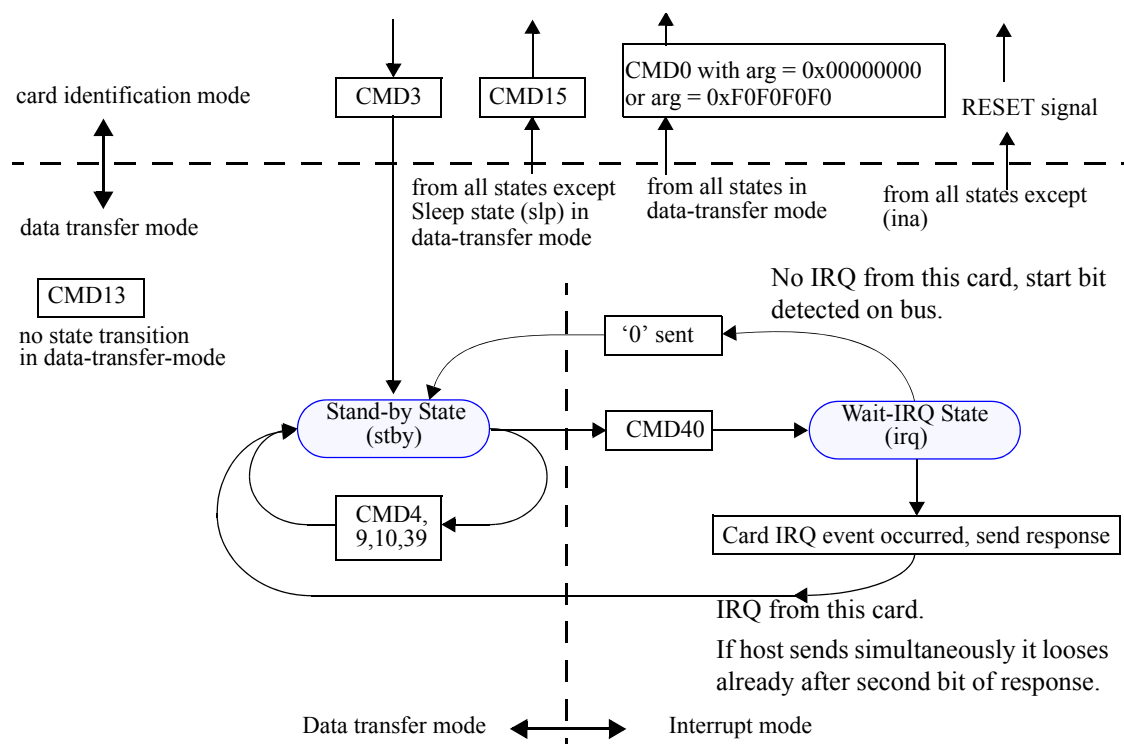 CMD3
CMD15
CMD0 with arg = 0x00000000
or arg = 0xF0F0F0F0
card identification mode
RESET signal
from all states except
Sleep state (slp) in
data-transfer mode
from all states in
data-transfer mode
from all states except
(ina)
data transfer mode
CMD13
no state transition
in data-transfer-mode
No IRQ from this card, start bit
detected on bus.
‘0’ sent
Stand-by State
(stby)
CMD40
Wait-IRQ State
(irq)
CMD4,
9,10,39
Card IRQ event occurred, send response
IRQ from this card.
If host sends simultaneously it looses
already after second bit of response.
Data transfer mode
Interrupt mode